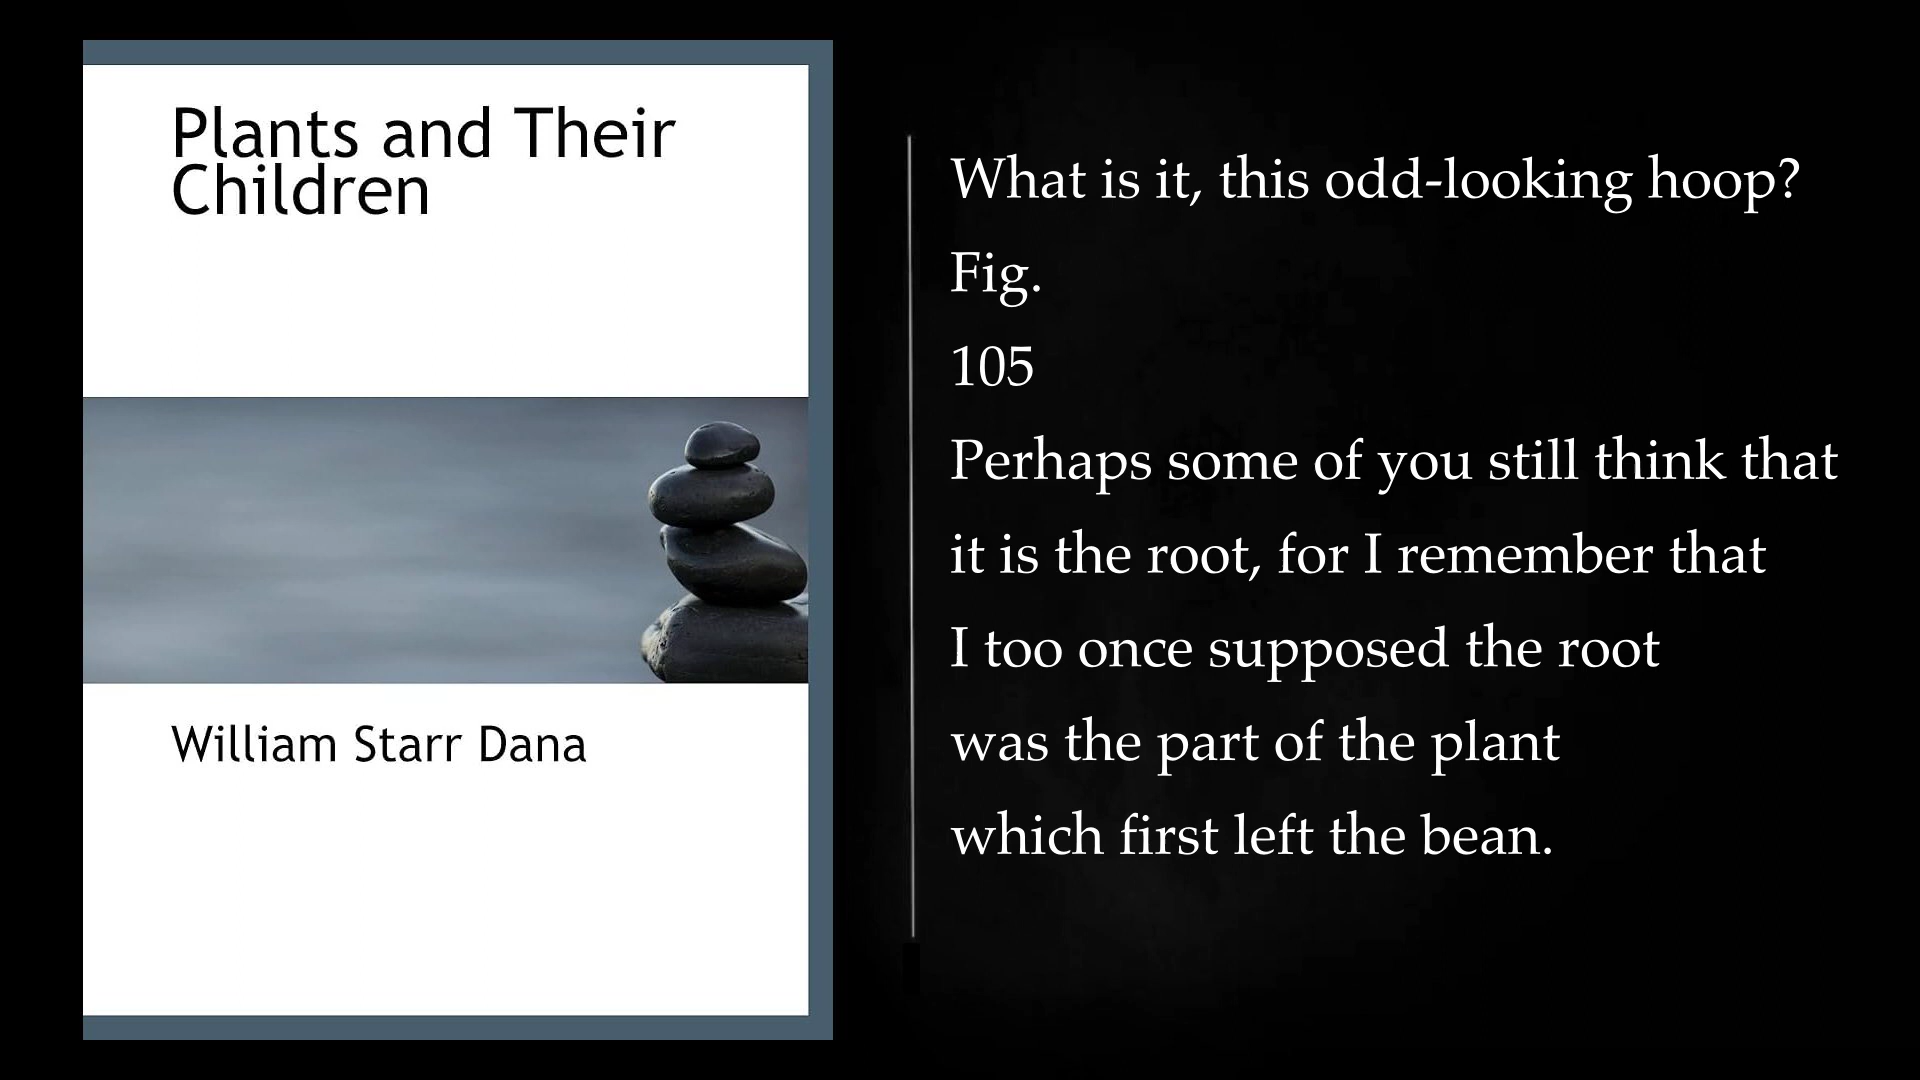 Plants and Their
Children
William Starr Dana
What is it, this odd-looking hoop?
Fig.
105
Perhaps some of you still think that
it is the root, for I remember that
I too once supposed the root
was the part of the plant
which first left the bean.